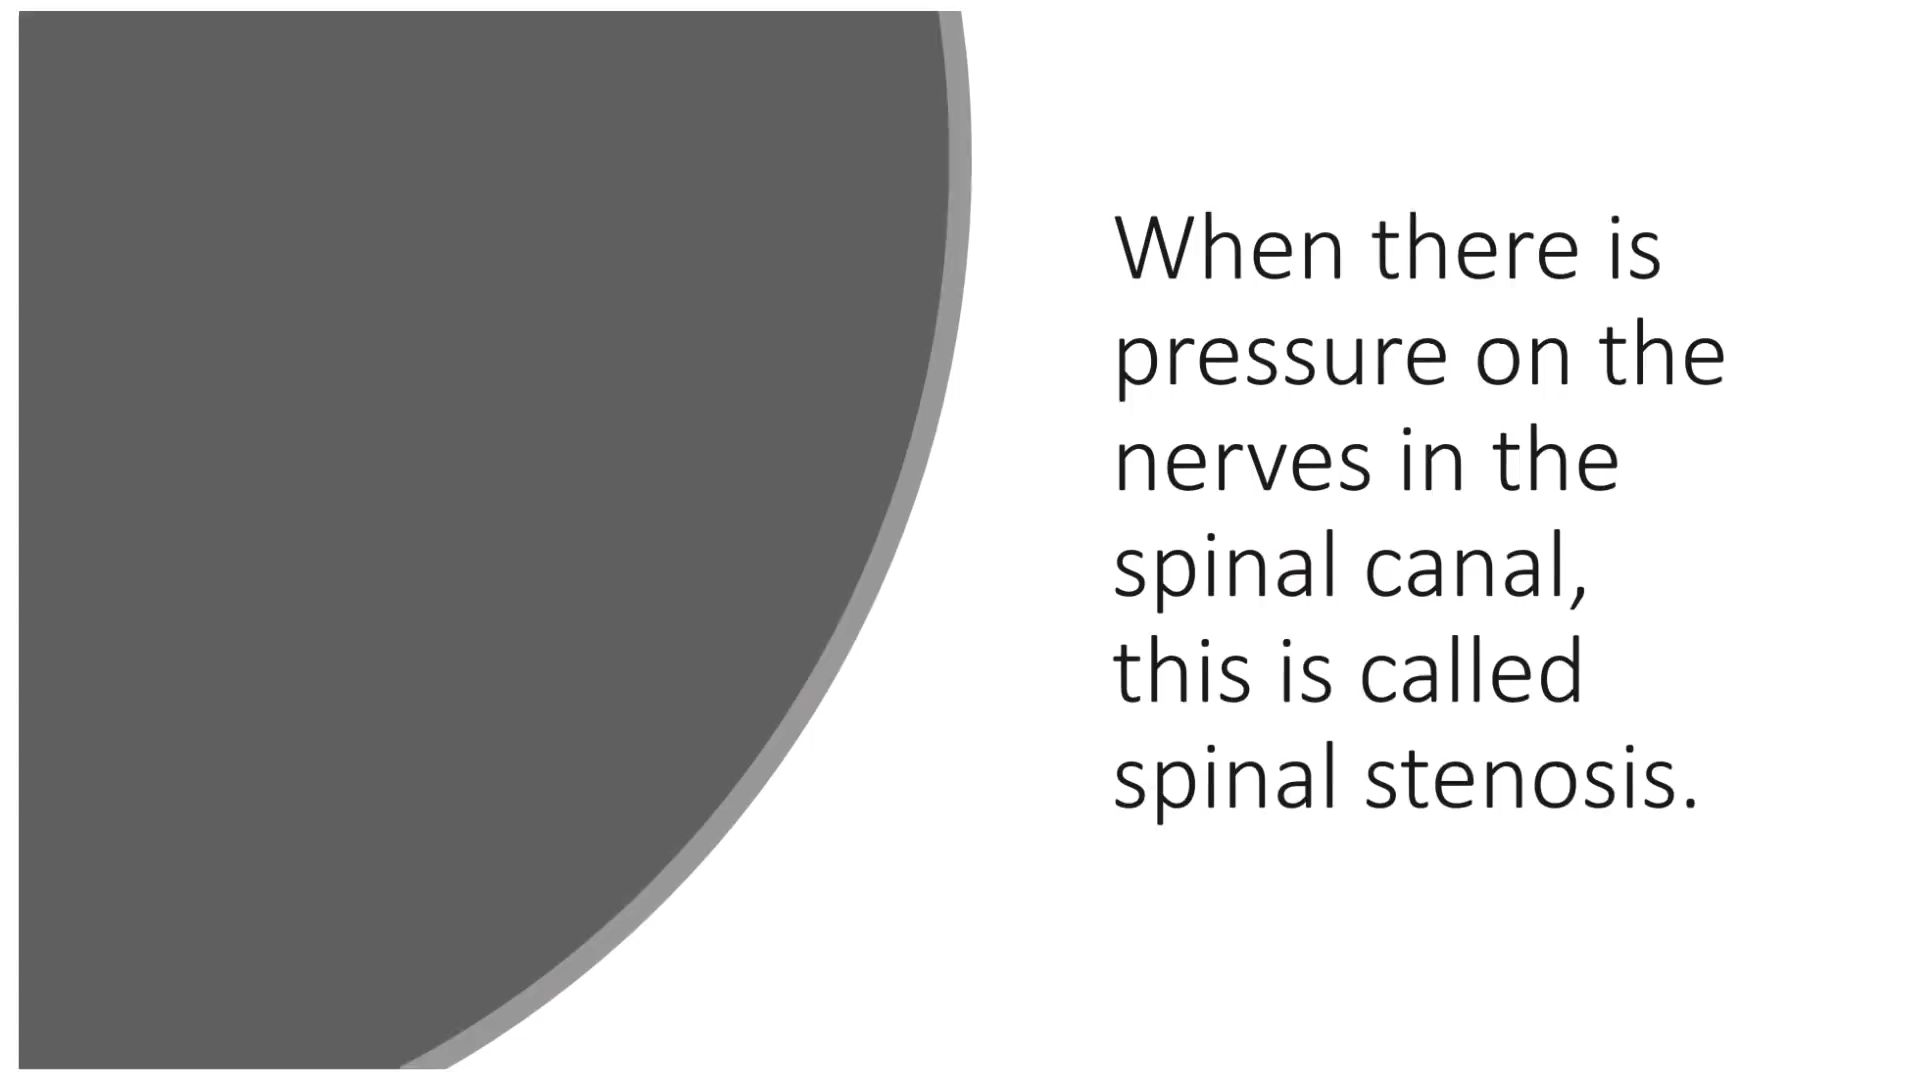 When there is
pressure on the
nerves in the
spinal canal,
this is called
spinal stenosis.